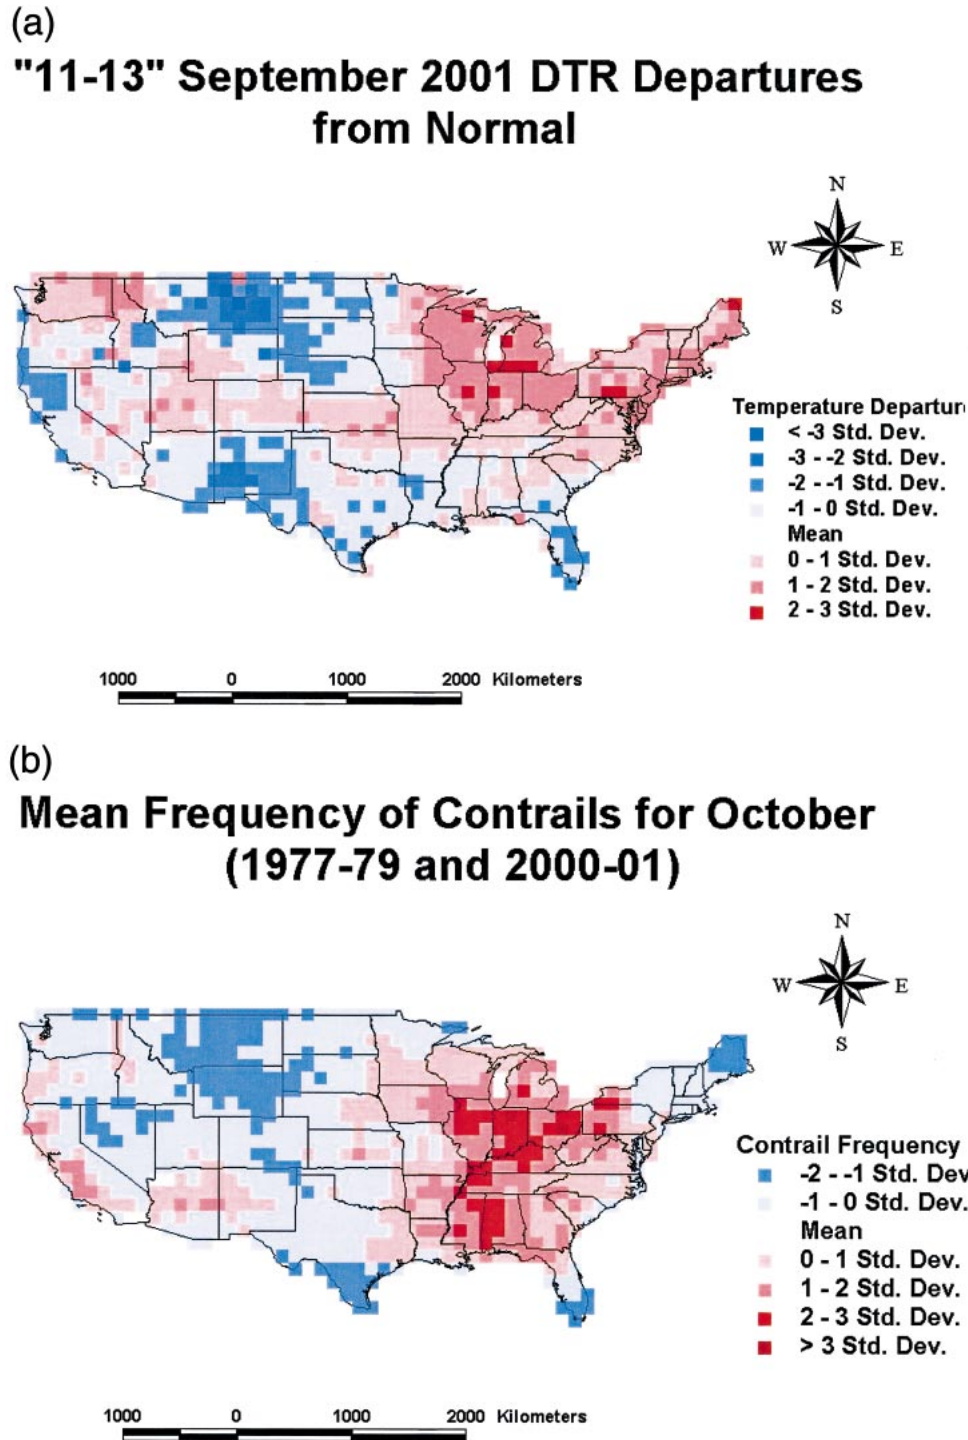 (a)
"11-13" September 2001 DTR Departures
from Normal
N
W E
S
Temperature Departur
< -3 Std. Dev.
-3 - -2 Std. Dev.
-2 - -1 Std. Dev.
-1 - 0 Std. Dev.
Mean
0 - 1 Std. Dev.
1 - 2 Std. Dev.
2 - 3 Std. Dev.
1000 0 1000 2000 Kilometers
(b)
Mean Frequency of Contrails for October
(1977-79 and 2000-01)
N
W E
S
Contrail Frequency
-2 - -1 Std. Dev
-1 - 0 Std. Dev.
Mean
0 - 1 Std. Dev.
1 - 2 Std. Dev.
2 - 3 Std. Dev.
> 3 Std. Dev.
1000 0 1000 2000 Kilometers